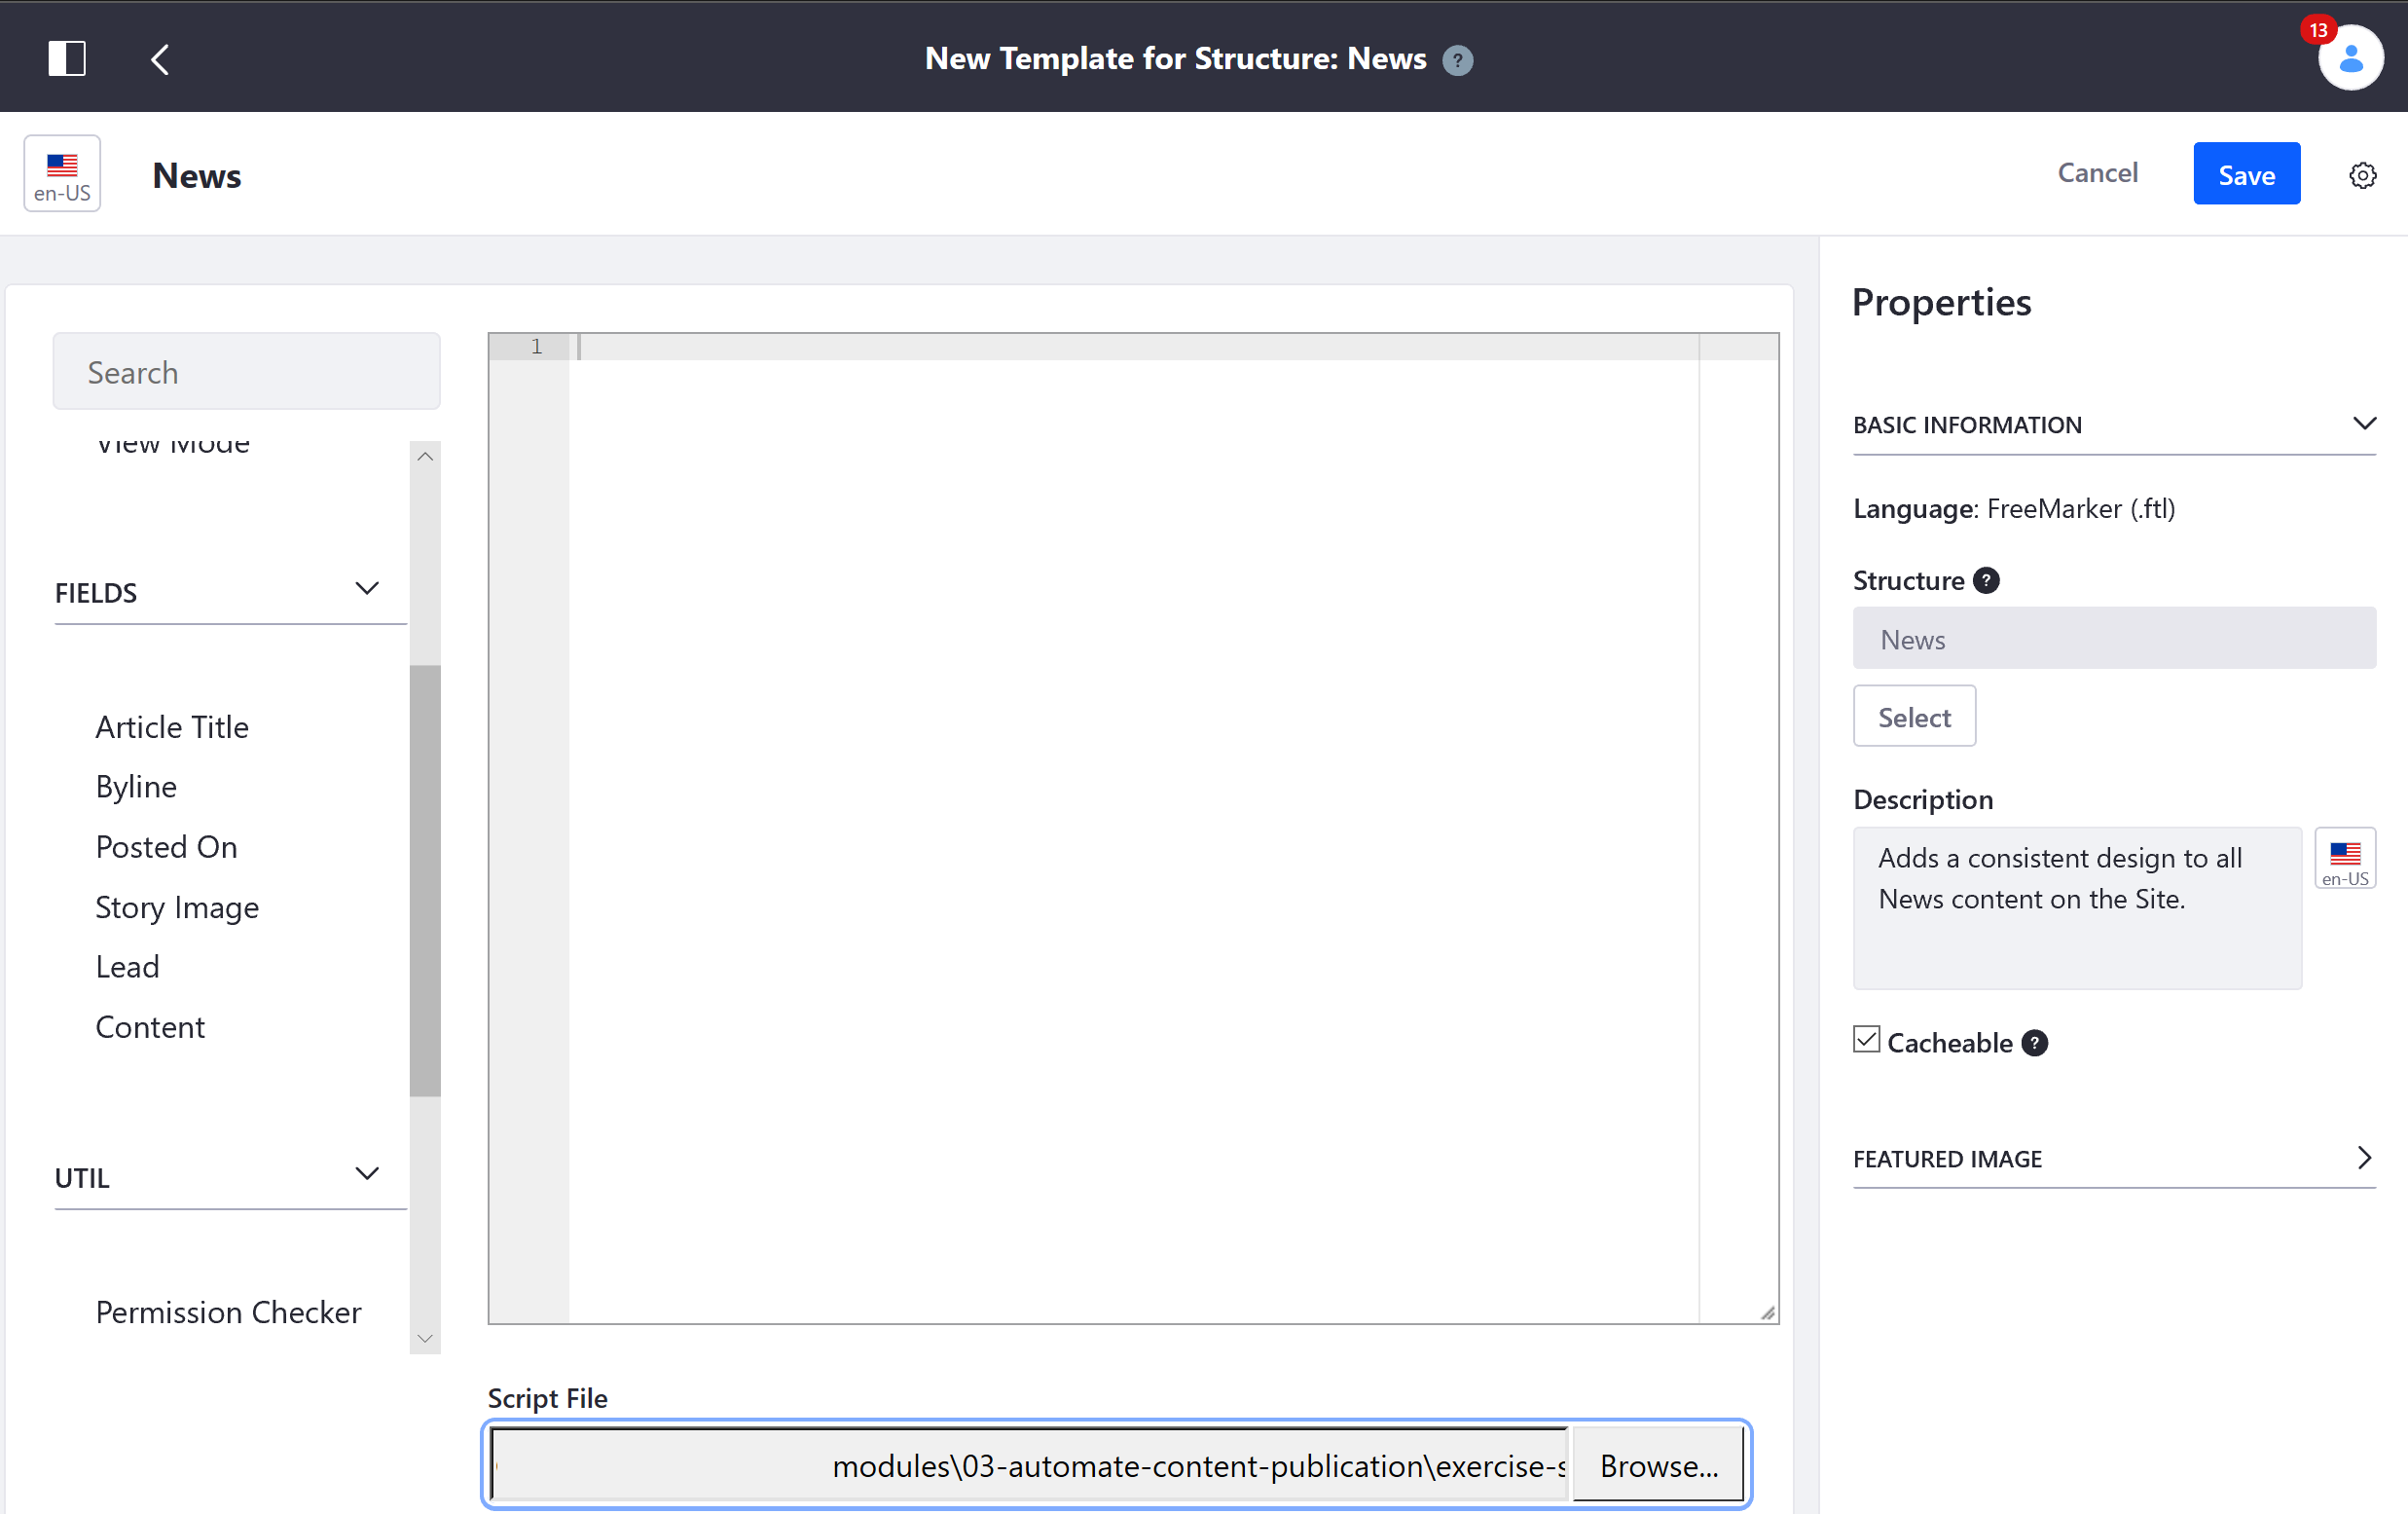 New Template for Structure: News ?
13
en-US
News
Cancel
Save
Search
View Mode
FIELDS
Article Title
Byline
Posted On
Story Image
Lead
Content
UTIL
Permission Checker
1
Script File
modules\03-automate-content-publication\exercise-s
Browse...
Properties
BASIC INFORMATION
Language: FreeMarker (.ftl)
Structure ?
News
Select
Description
Adds a consistent design to all
News content on the Site.
en-US
Cacheable ?
FEATURED IMAGE